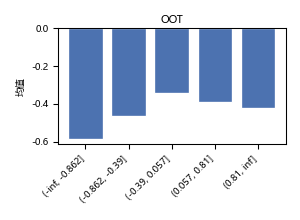 OOT
均值
0.0
-0.2
-0.4
-0.6
(-inf, -0.862]
(-0.862, -0.39]
(-0.39, 0.057]
(0.057, 0.81]
(0.81, inf]